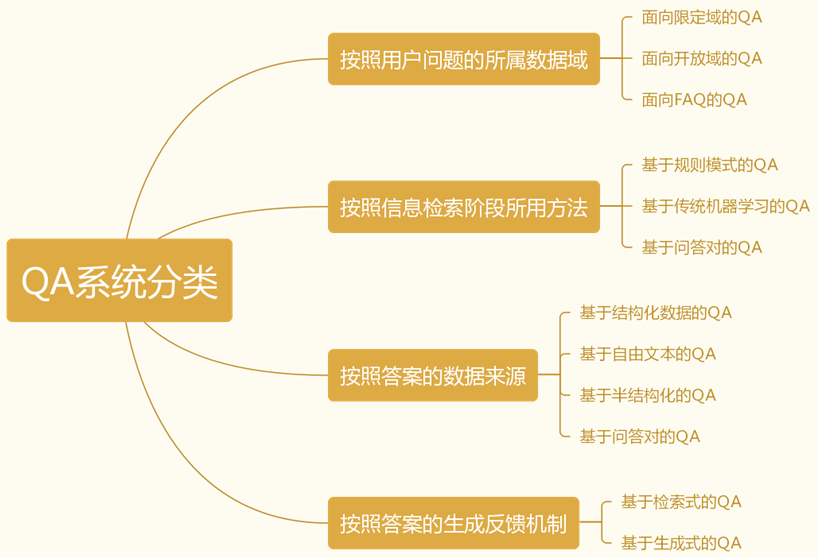 QA系统分类
按照用户问题的所属数据域
面向限定域的QA
面向开放域的QA
面向FAQ的QA
按照信息检索阶段所用方法
基于规则模式的QA
基于传统机器学习的QA
基于问答对的QA
按照答案的数据来源
基于结构化数据的QA
基于自由文本的QA
基于半结构化的QA
基于问答对的QA
按照答案的生成反馈机制
基于检索式的QA
基于生成式的QA